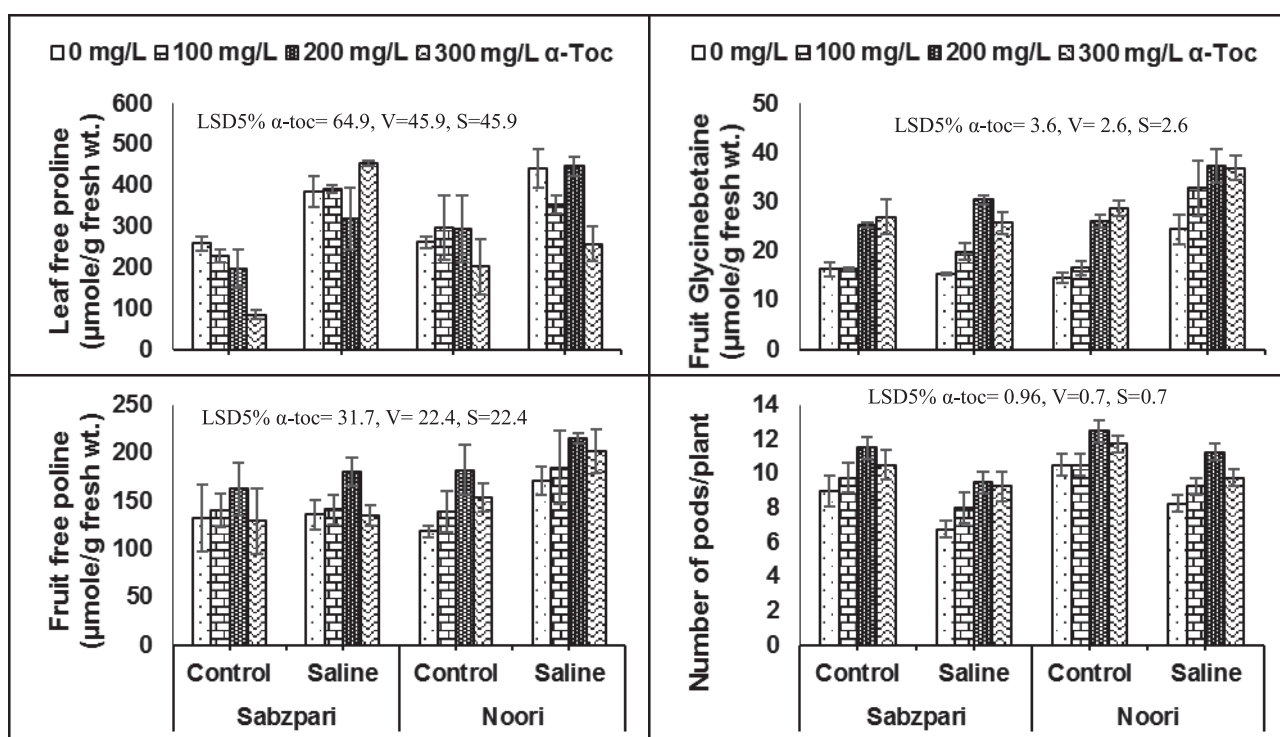 0 mg/L 100 mg/L 200 mg/L 300 mg/L α-Toc
LSD5% α-toc= 64.9, V=45.9, S=45.9
Leaf free proline
(µmole/g fresh wt.)
600
500
400
300
200
100
0
0 mg/L 100 mg/L 200 mg/L 300 mg/L α-Toc
LSD5% α-toc= 3.6, V= 2.6, S=2.6
Fruit Glycinebetaine
(µmole/g fresh wt.)
50
40
30
20
10
0
LSD5% α-toc= 31.7, V= 22.4, S=22.4
Fruit free poline
(µmole/g fresh wt.)
250
200
150
100
50
0
Control Saline Control Saline
Sabzpari Noori
LSD5% α-toc= 0.96, V=0.7, S=0.7
Number of pods/plant
14
12
10
8
6
4
2
0
Control Saline Control Saline
Sabzpari Noori